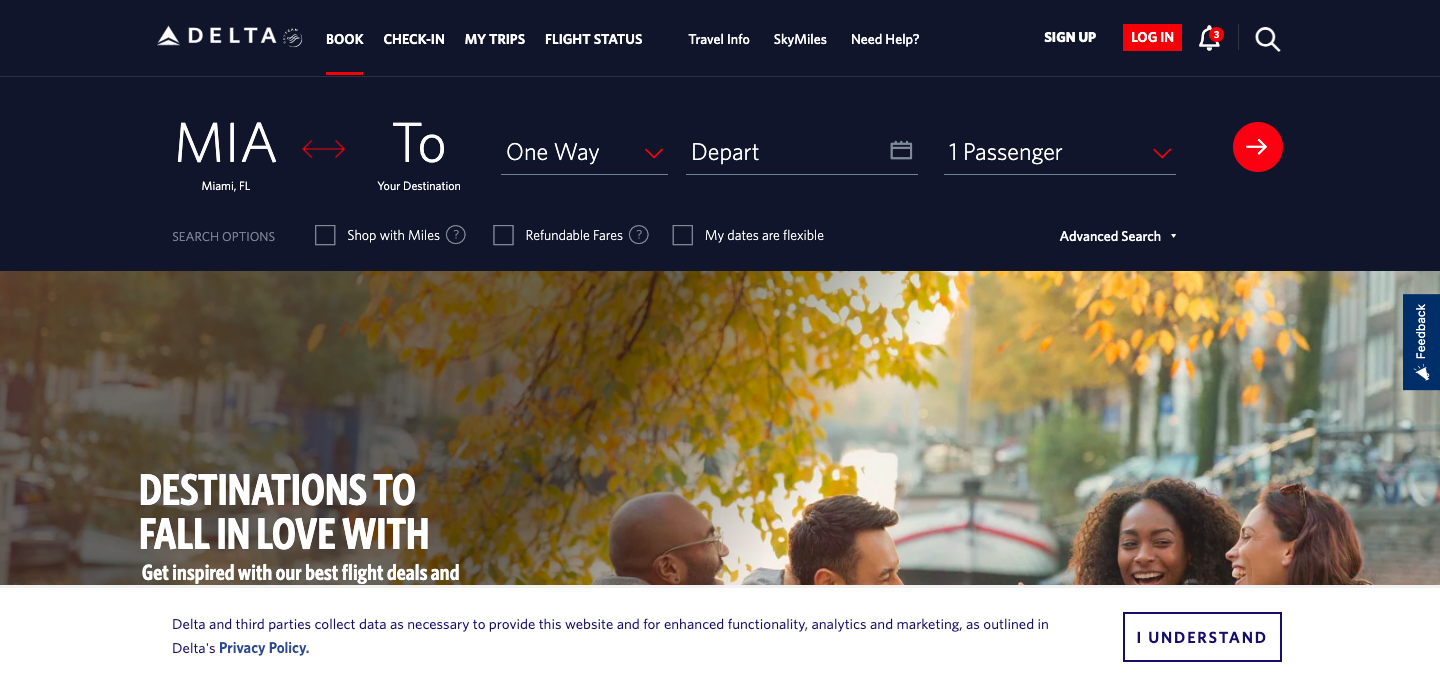 DELTA
BOOK CHECK-IN MY TRIPS FLIGHT STATUS Travel Info SkyMiles Need Help? SIGN UP LOG IN 3
MIA To One Way Depart 1 Passenger
Miami, FL Your Destination
SEARCH OPTIONS Shop with Miles ? Refundable Fares ? My dates are flexible Advanced Search
Feedback
DESTINATIONS TO
FALL IN LOVE WITH
Get inspired with our best flight deals and
Delta and third parties collect data as necessary to provide this website and for enhanced functionality, analytics and marketing, as outlined in
Delta's Privacy Policy.
I UNDERSTAND